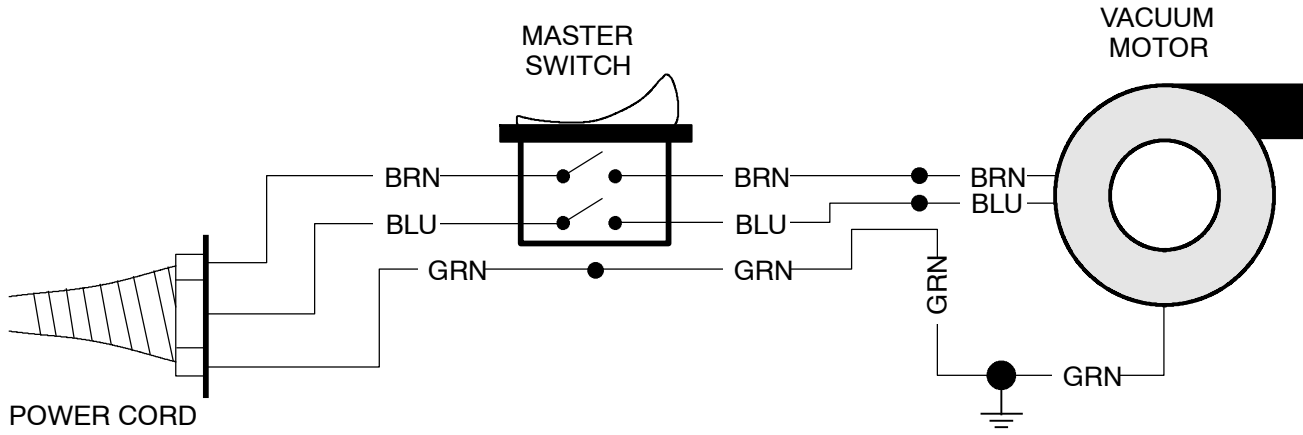 VACUUM
MOTOR
MASTER
SWITCH
BRN
BRN
BRN
BLU
BLU
BLU
GRN
GRN
GRN
GRN
POWER CORD